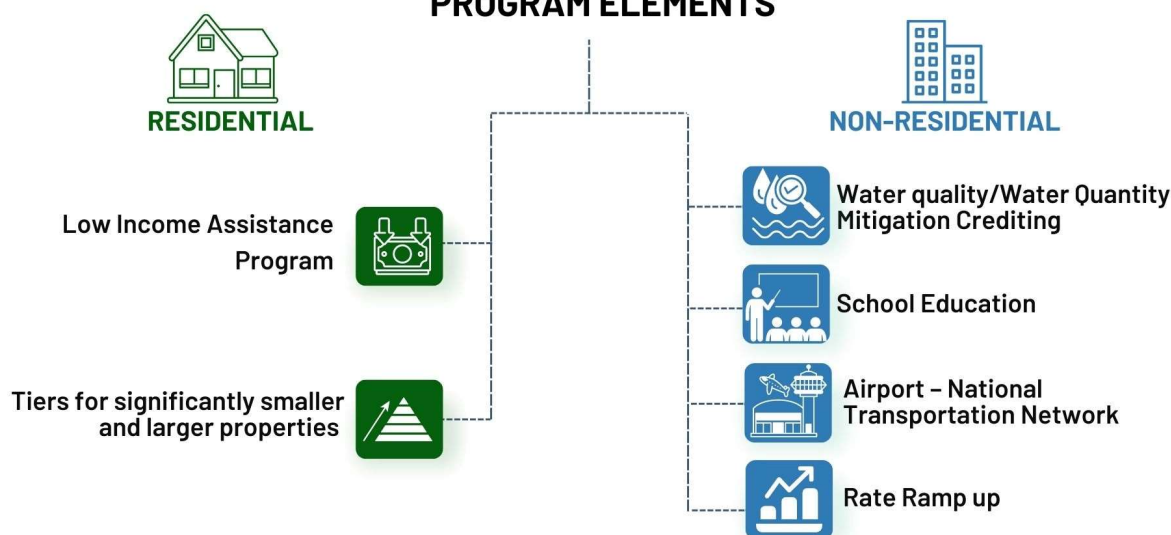 PROGRAM ELEMENTS
RESIDENTIAL
Low Income Assistance
Program
Tiers for significantly smaller
and larger properties
NON-RESIDENTIAL
Water quality/Water Quantity
Mitigation Crediting
School Education
Airport – National
Transportation Network
Rate Ramp up